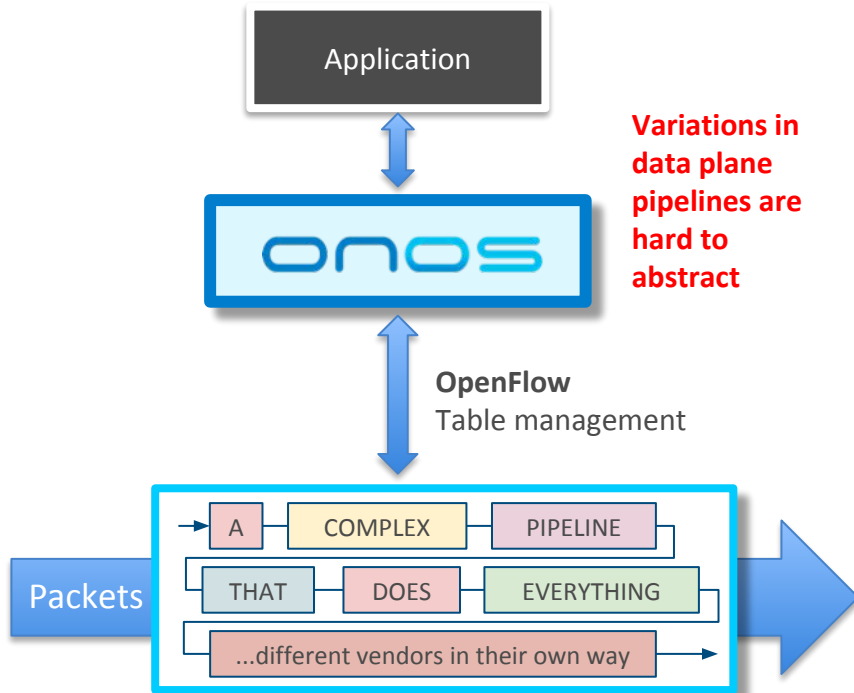 Application
Variations in
data plane
pipelines are
hard to
abstract
onos
OpenFlow
Table management
Packets
A COMPLEX PIPELINE
THAT DOES EVERYTHING
...different vendors in their own way